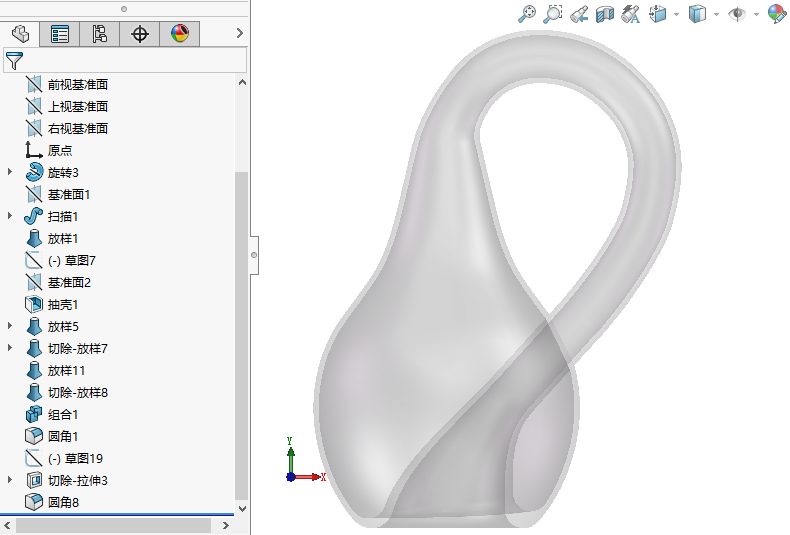 前视基准面
上视基准面
右视基准面
原点
旋转3
基准面1
扫描1
放样1
(-) 草图7
基准面2
抽壳1
放样5
切除-放样7
放样11
切除-放样8
组合1
圆角1
(-) 草图19
切除-拉伸3
圆角8
Y
X